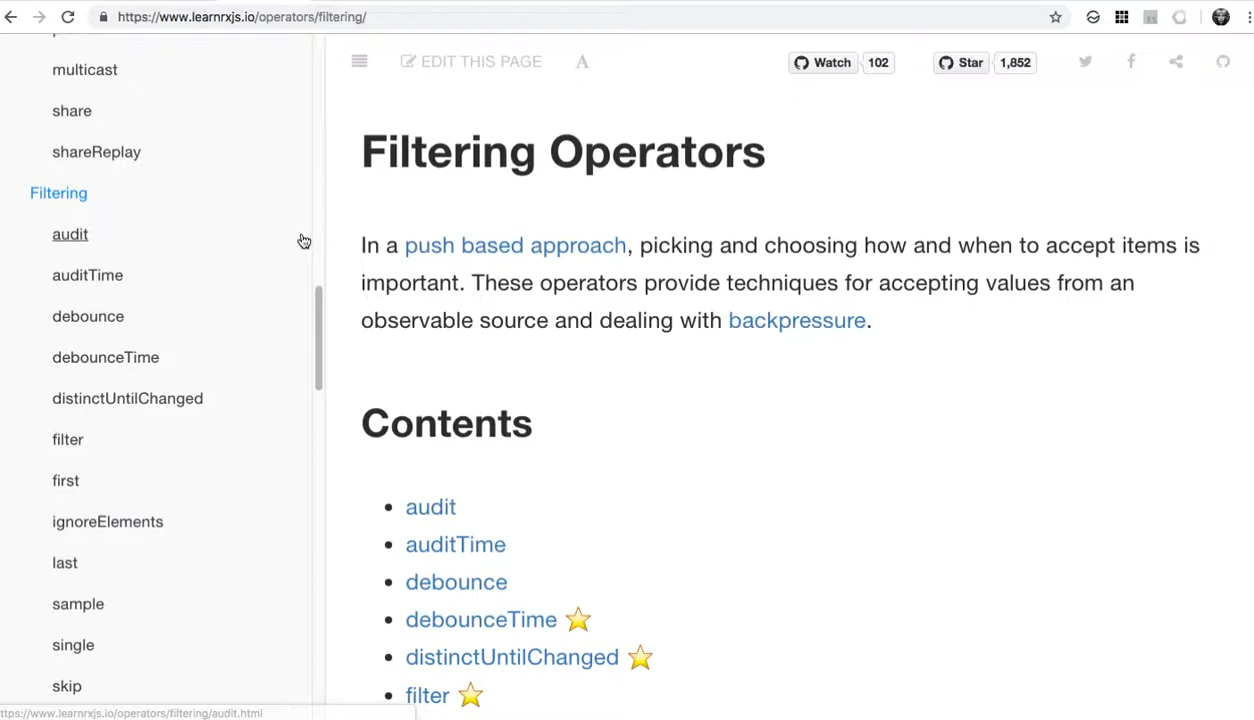 https://www.learnrxjs.io/operators/filtering/
multicast
share
shareReplay
Filtering
audit
auditTime
debounce
debounceTime
distinctUntilChanged
filter
first
ignoreElements
last
sample
single
skip
EDIT THIS PAGE
A
Watch 102
Star 1,852
Filtering Operators
In a push based approach, picking and choosing how and when to accept items is
important. These operators provide techniques for accepting values from an
observable source and dealing with backpressure.
Contents
audit
auditTime
debounce
debounceTime
distinctUntilChanged
filter
ttps://www.learnrxjs.io/operators/filtering/audit.html